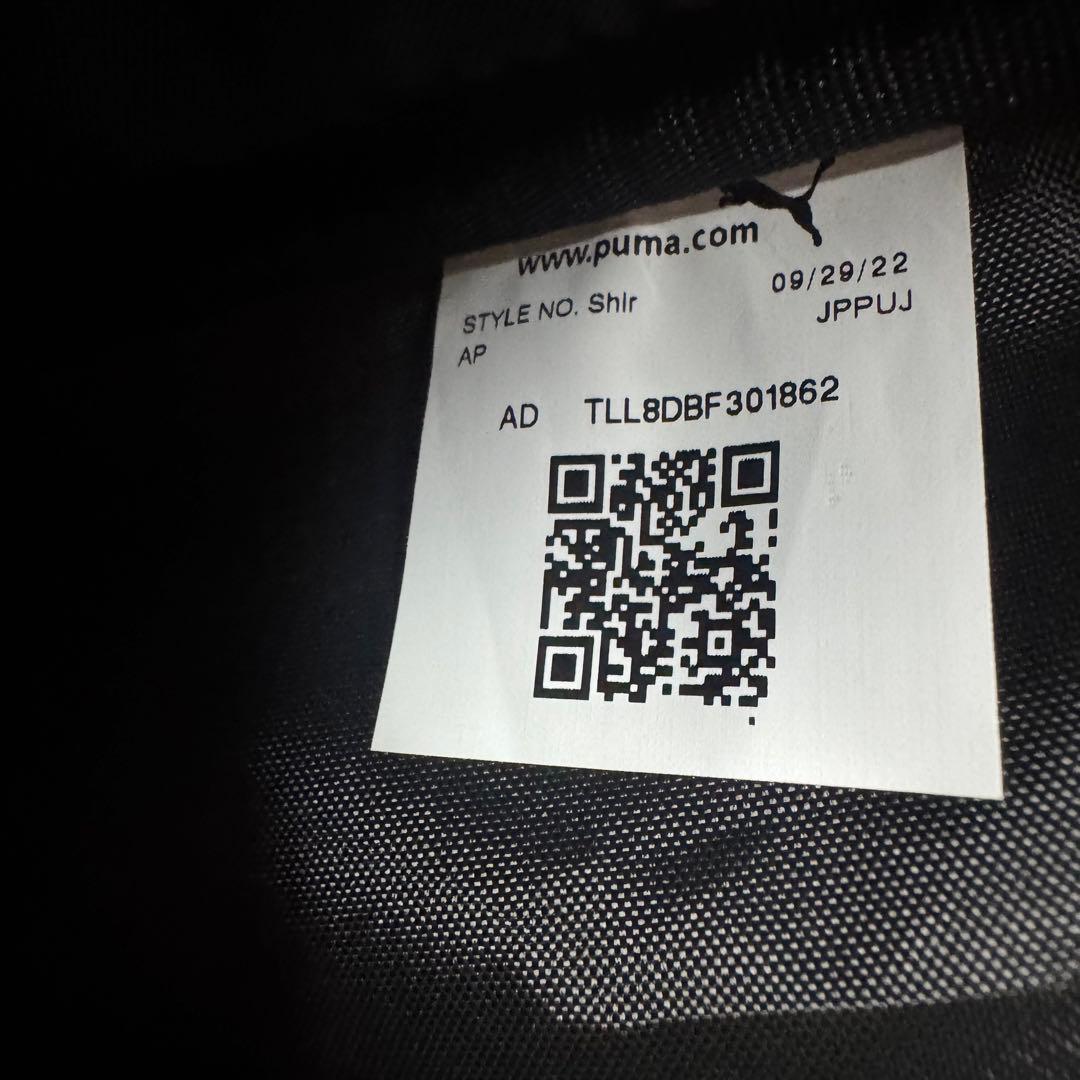 www.puma.com
09/29/22
STYLE NO. Shlr
JPPUJ
AP
AD TLL8DBF301862